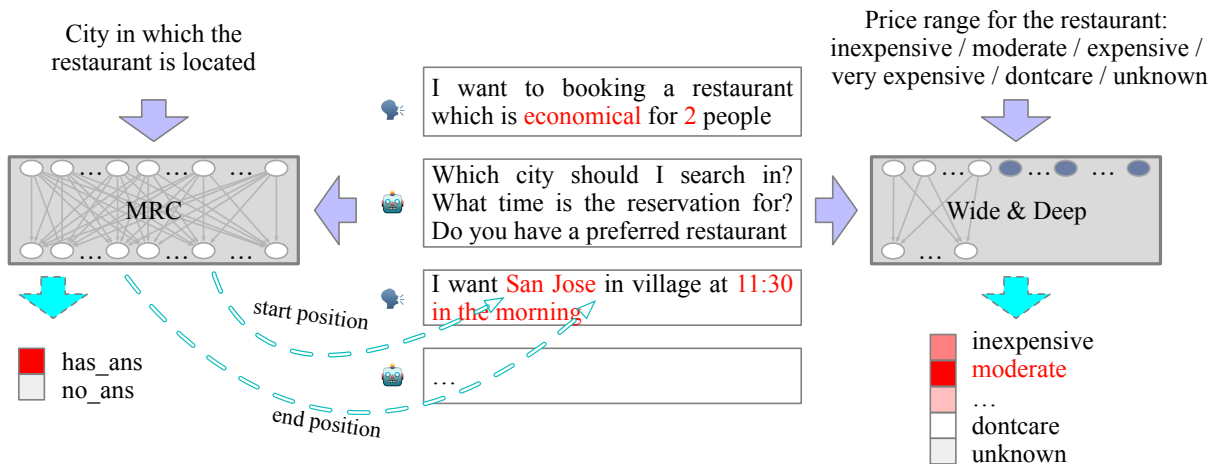 City in which the
restaurant is located
MRC
has_ans
no_ans
start position
end position
I want to booking a restaurant
which is economical for 2 people
Which city should I search in?
What time is the reservation for?
Do you have a preferred restaurant
I want San Jose in village at 11:30
in the morning
…
Price range for the restaurant:
inexpensive / moderate / expensive /
very expensive / dontcare / unknown
Wide & Deep
inexpensive
moderate
…
dontcare
unknown